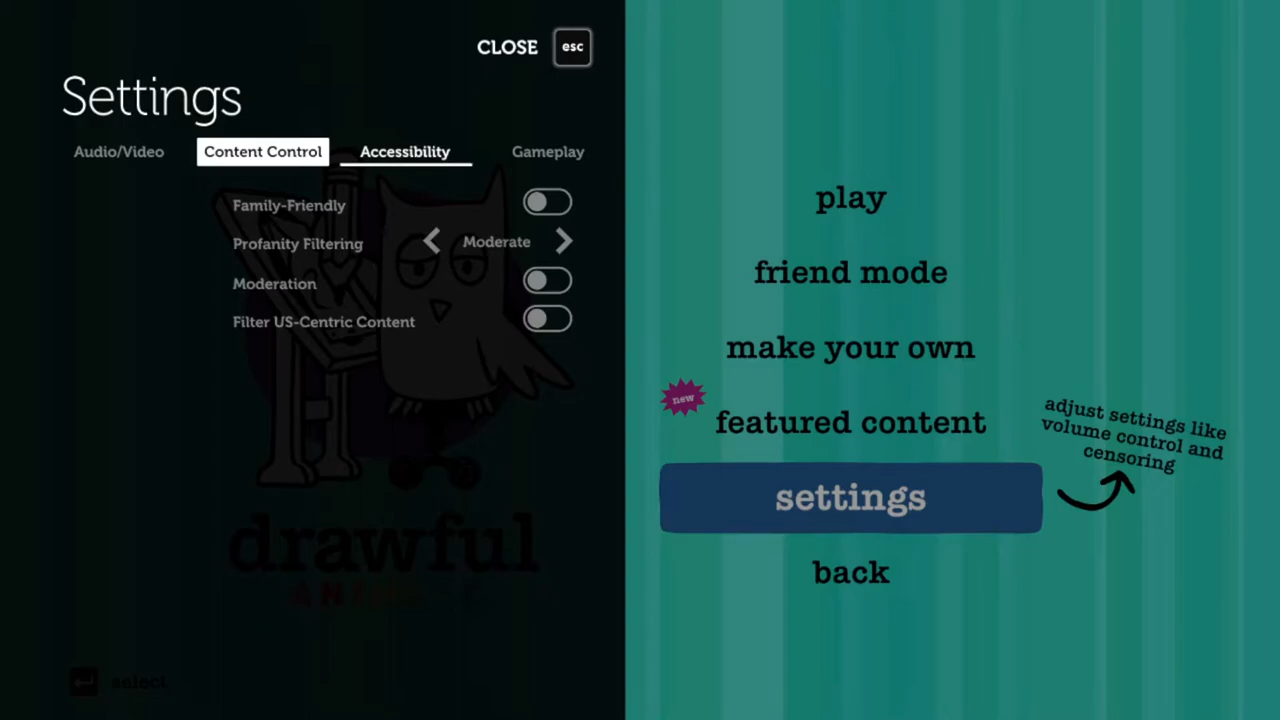 CLOSE esc
Settings
Audio/Video Content Control Accessibility Gameplay
Family-Friendly
Profanity Filtering Moderate
Moderation
Filter US-Centric Content
play
friend mode
make your own
new
featured content
adjust settings like
volume control and
censoring
settings
back
drawful
select